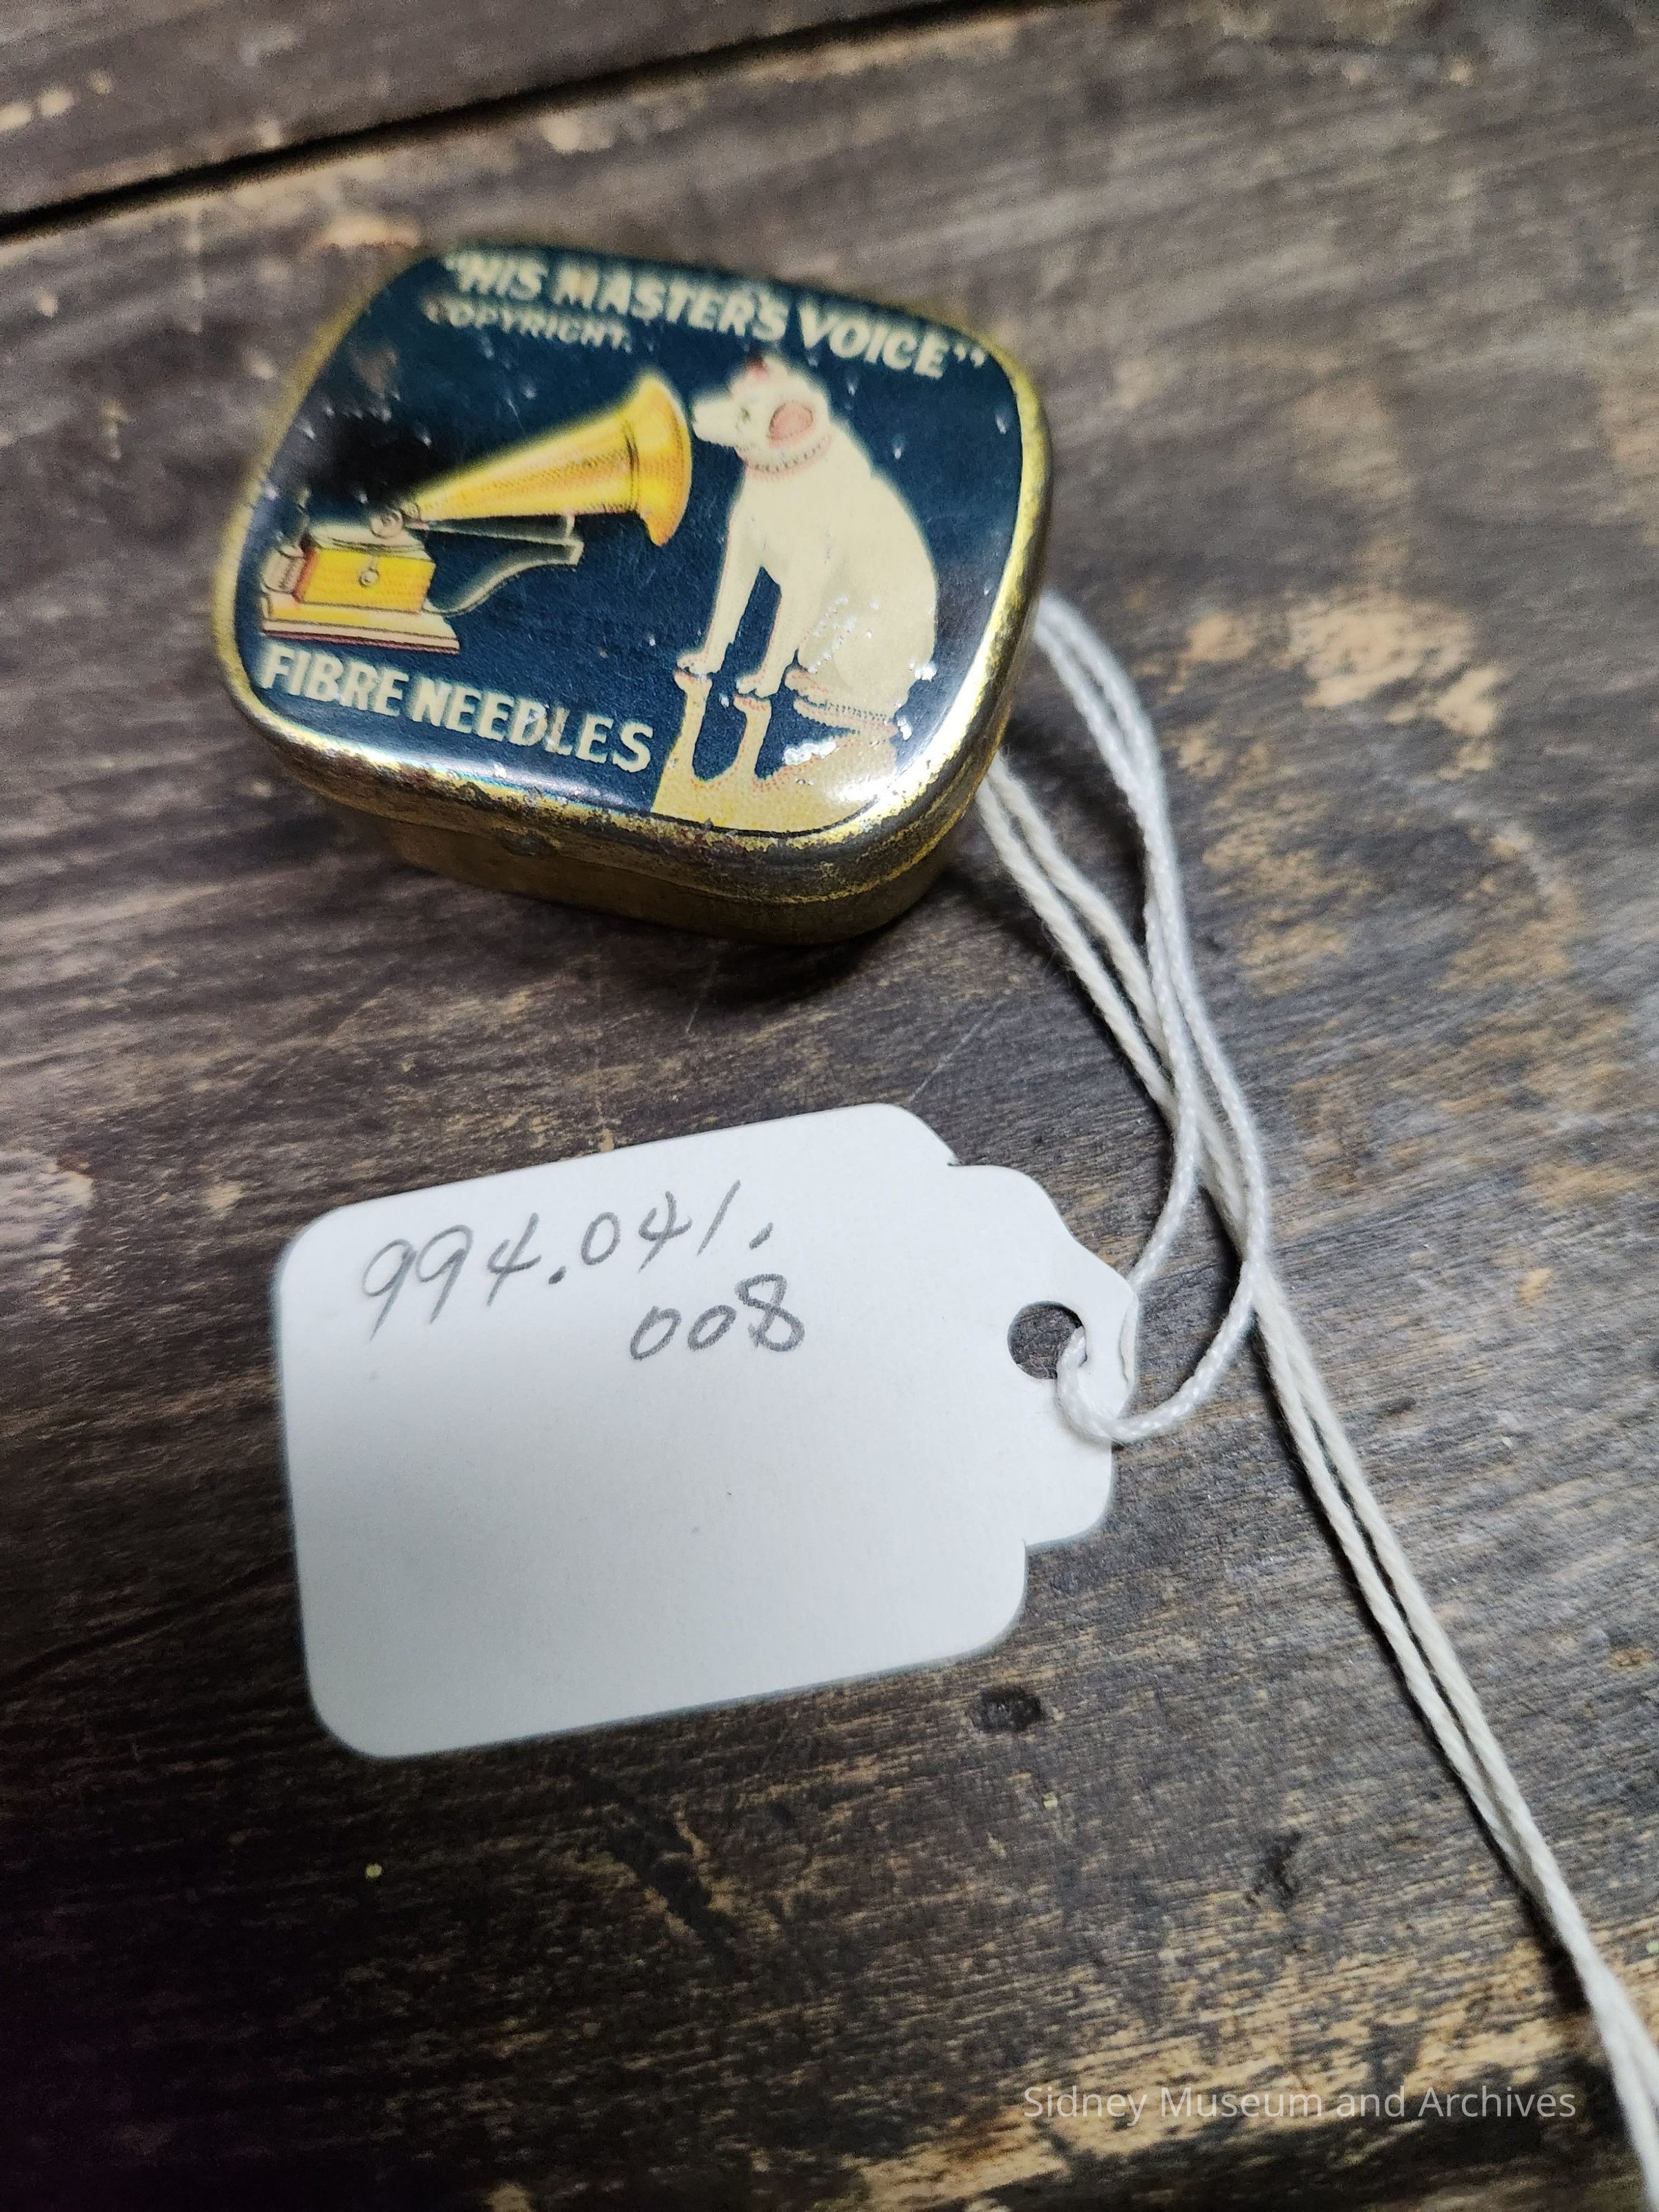 "HIS MASTER'S VOICE"
COPYRIGHT.
FIBRE NEEDLES
994.041.
008
Sidney Museum and Archives